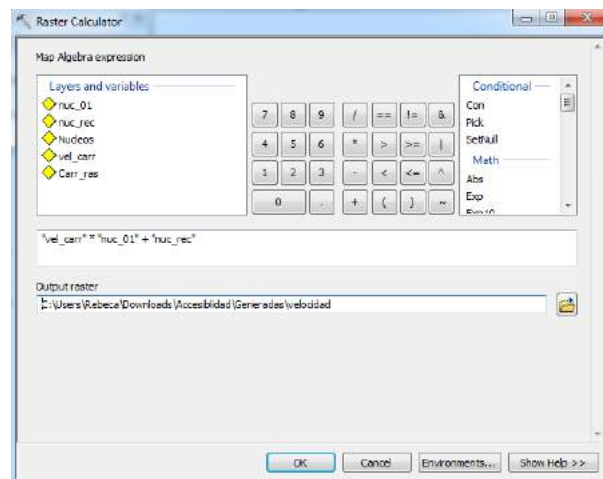 Raster Calculator
Map Algebra expression
Layers and variables
nuc_01
nuc_rec
Nucleos
vel_carr
Carr_ras
7 8 9 / == != &
4 5 6 * > >= |
1 2 3 - < <= ^
0 . + ( ) ~
Conditional
Con
Pick
SetNull
Math
Abs
Exp
Exp10
"vel_carr" * "nuc_01" + "nuc_rec"
Output raster
C:\Users\Rebeca\Downloads\Accesiblidad\Generadas\velocidad
OK Cancel Environments... Show Help >>